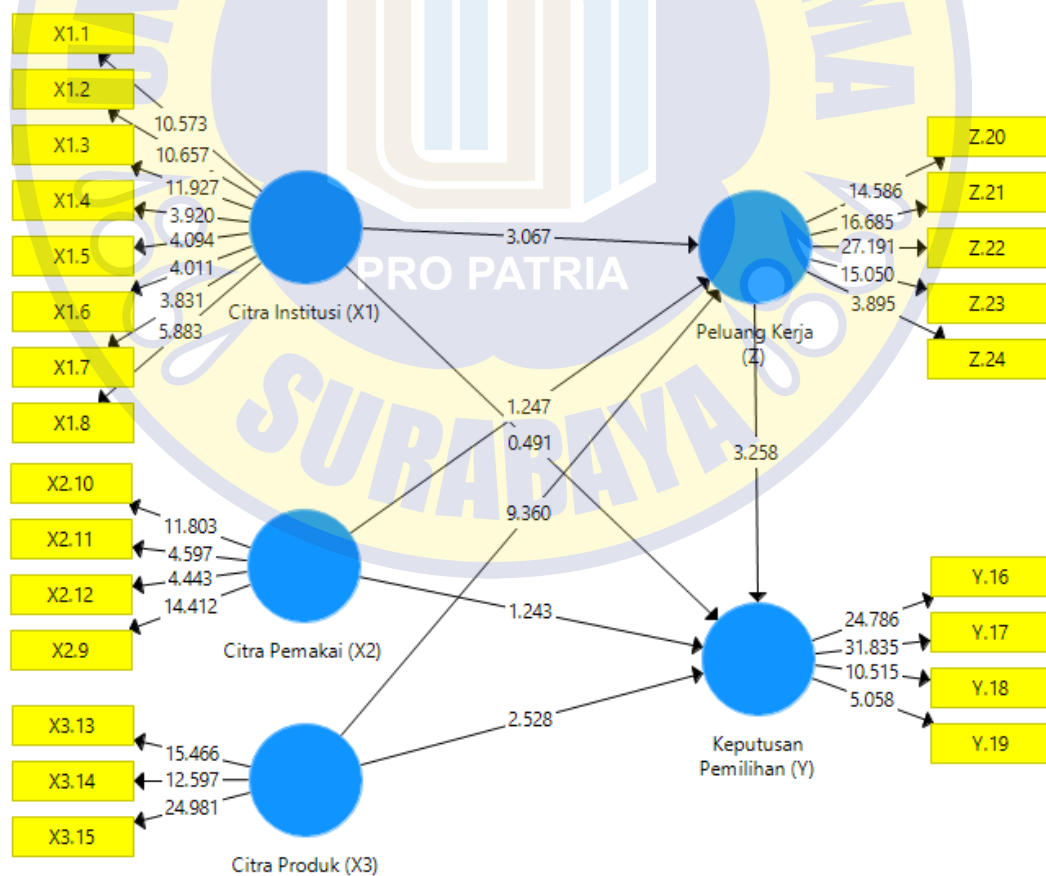 X1.1
X1.2
X1.3
X1.4
X1.5
X1.6
X1.7
X1.8
10.573
10.657
11.927
3.920
4.094
4.011
3.831
5.883
Citra Institusi (X1)
3.067
PRO PATRIA
SURABAYA
Z.20
Z.21
Z.22
Z.23
Z.24
14.586
16.685
27.191
15.050
3.895
Peluang Kerja
(Z)
1.247
0.491
9.360
3.258
X2.10
X2.11
X2.12
X2.9
11.803
4.597
4.443
14.412
Citra Pemakai (X2)
1.243
2.528
Y.16
Y.17
Y.18
Y.19
24.786
31.835
10.515
5.058
Keputusan
Pemilihan (Y)
X3.13
X3.14
X3.15
15.466
12.597
24.981
Citra Produk (X3)